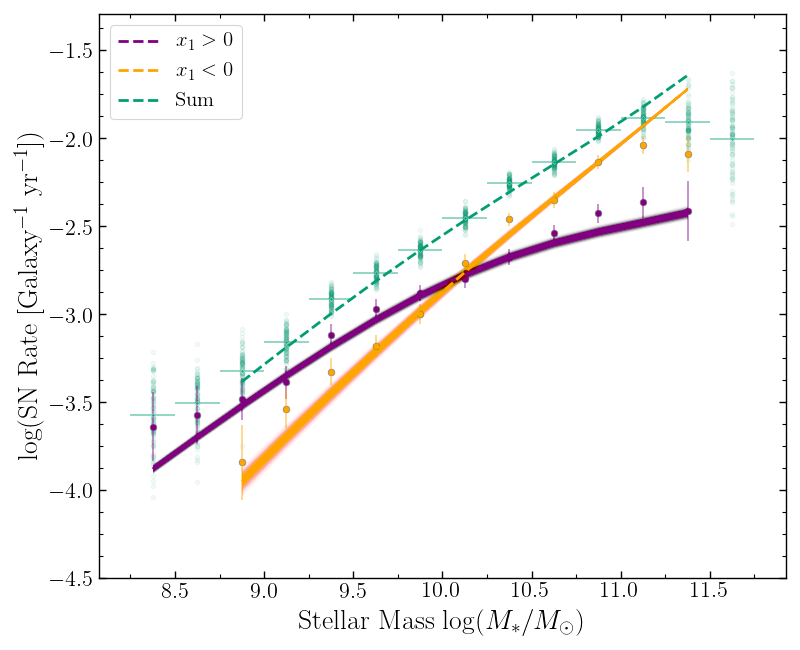 x₁ > 0
x₁ < 0
Sum
log(SN Rate [Galaxy⁻¹ yr⁻¹])
−1.5
−2.0
−2.5
−3.0
−3.5
−4.0
−4.5
8.5 9.0 9.5 10.0 10.5 11.0 11.5
Stellar Mass log(M*/M⊙)